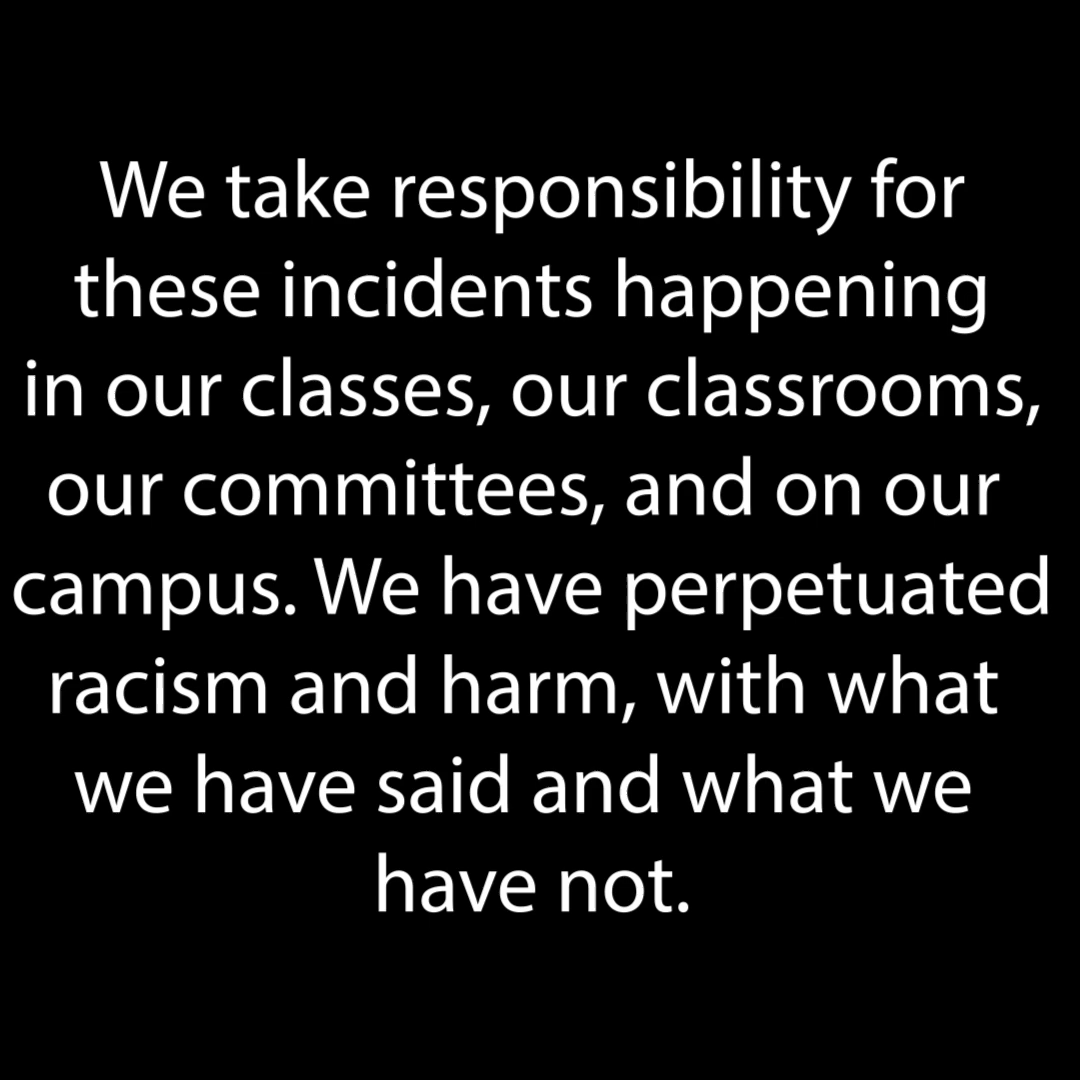 We take responsibility for
these incidents happening
in our classes, our classrooms,
our committees, and on our
campus. We have perpetuated
racism and harm, with what
we have said and what we
have not.